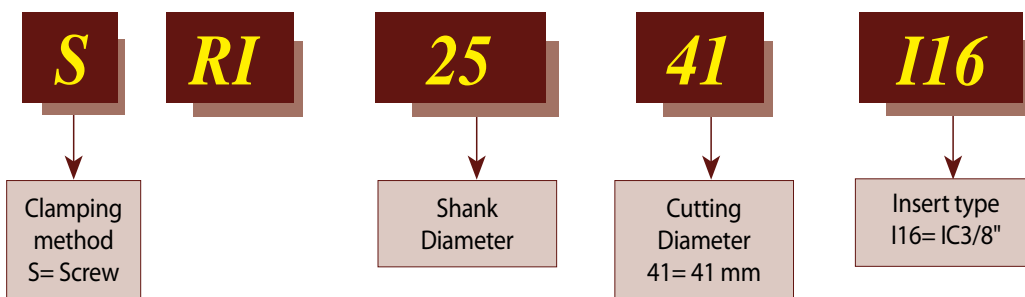 S RI 25 41 I16
Clamping
method
S= Screw
Shank
Diameter
Cutting
Diameter
41= 41 mm
Insert type
I16= IC3/8"